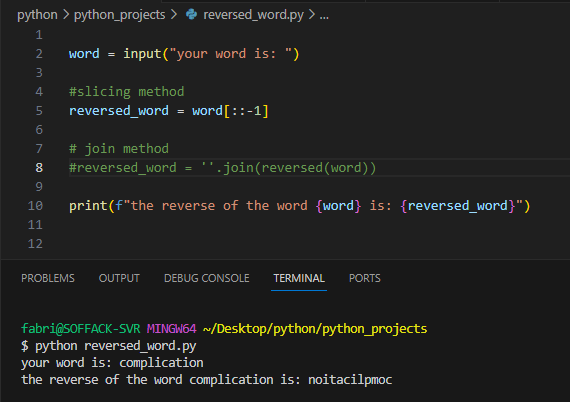 python > python_projects > reversed_word.py > ...
1
2 word = input("your word is: ")
3
4 #slicing method
5 reversed_word = word[::-1]
6
7 # join method
8 #reversed_word = ''.join(reversed(word))
9
10 print(f"the reverse of the word {word} is: {reversed_word}")
11
12
PROBLEMS OUTPUT DEBUG CONSOLE TERMINAL PORTS
fabri@SOFFACK-SVR MINGW64 ~/Desktop/python/python_projects
$ python reversed_word.py
your word is: complication
the reverse of the word complication is: noitacilpmoc